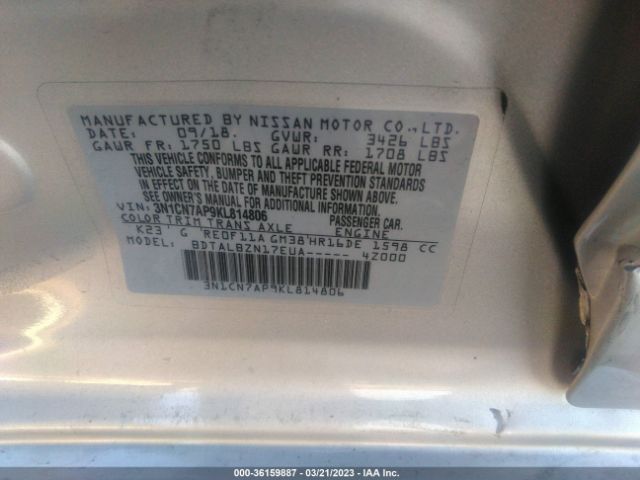 MANUFACTURED BY NISSAN MOTOR CO.,LTD.
DATE: 09/18. GVWR: 3426 LBS
GAWR FR: 1750 LBS GAWR RR: 1708 LBS
THIS VEHICLE CONFORMS TO ALL APPLICABLE FEDERAL MOTOR
VEHICLE SAFETY, BUMPER AND THEFT PREVENTION STANDARDS
IN EFFECT ON THE DATE OF MANUFACTURE SHOWN ABOVE.
SEE OWNER'S MANUAL FOR ADDITIONAL INFORMATION
VIN: 3N1CN7AP9KL814806 PASSENGER CAR.
COLOR TRIM TRANS AXLE ENGINE
K23 G RE0F11A GM38 HR16DE 1598 CC
MODEL: BDTALBZN17EUA----- 4Z000
3N1CN7AP9KL814806
000-36159887 - 03/21/2023 - IAA Inc.